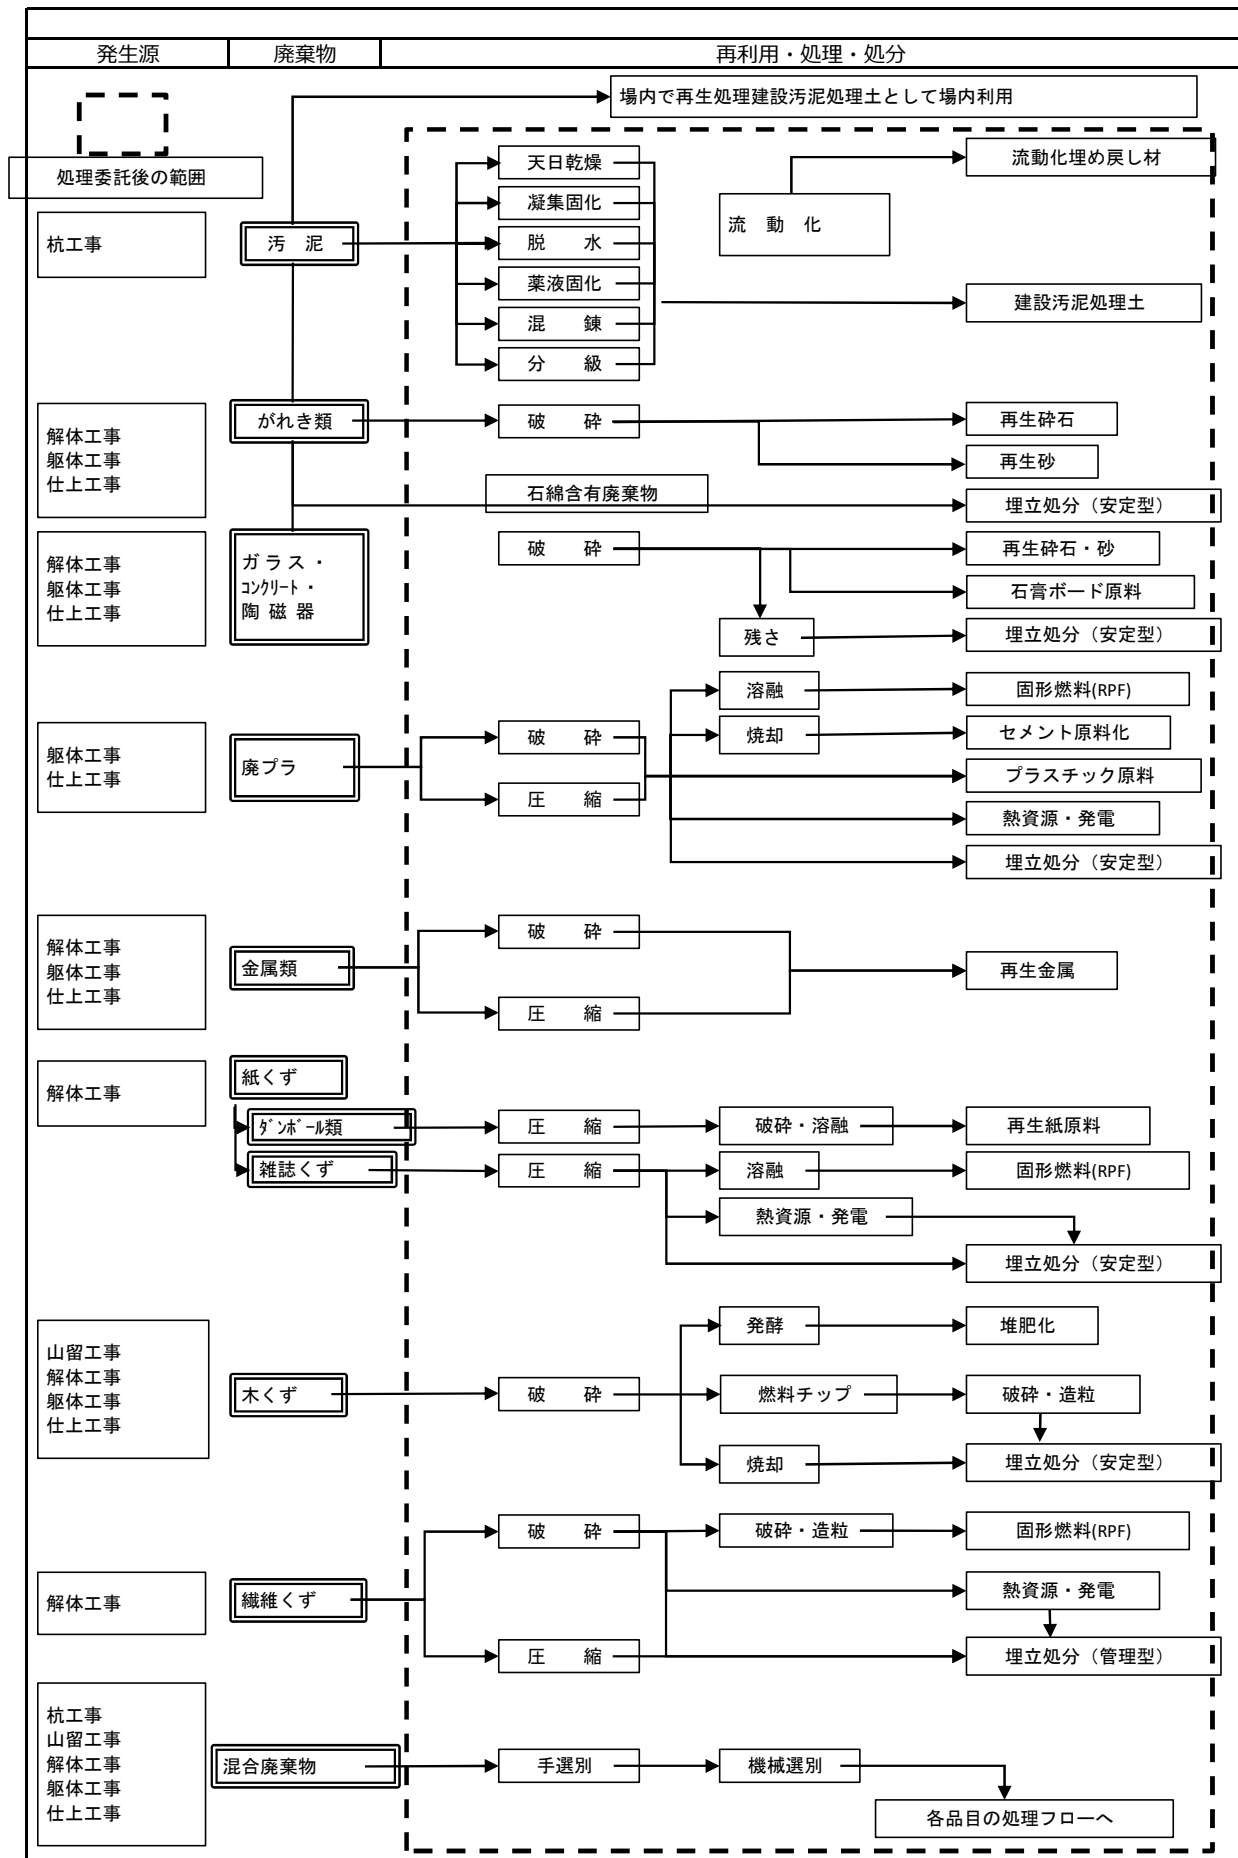 発生源
廃棄物
再利用・処理・処分
場内で再生処理建設汚泥処理土として場内利用
処理委託後の範囲
杭工事
汚　泥
天日乾燥
凝集固化
脱　　水
薬液固化
混　　錬
分　　級
流　動　化
流動化埋め戻し材
建設汚泥処理土
解体工事
躯体工事
仕上工事
がれき類
破　　砕
再生砕石
再生砂
石綿含有廃棄物
埋立処分（安定型）
解体工事
躯体工事
仕上工事
ガラス・
ｺﾝｸﾘｰﾄ・
陶 磁 器
破　　砕
再生砕石・砂
石膏ボード原料
残さ
埋立処分（安定型）
躯体工事
仕上工事
廃プラ
破　　砕
圧　　縮
溶融
固形燃料(RPF)
焼却
セメント原料化
プラスチック原料
熱資源・発電
埋立処分（安定型）
解体工事
躯体工事
仕上工事
金属類
破　　砕
圧　　縮
再生金属
解体工事
紙くず
ﾀﾞﾝﾎﾞｰﾙ類
圧　　縮
破砕・溶融
再生紙原料
雑誌くず
圧　　縮
溶融
固形燃料(RPF)
熱資源・発電
埋立処分（安定型）
山留工事
解体工事
躯体工事
仕上工事
木くず
破　　砕
発酵
堆肥化
燃料チップ
破砕・造粒
焼却
埋立処分（安定型）
解体工事
繊維くず
破　　砕
破砕・造粒
固形燃料(RPF)
熱資源・発電
圧　　縮
埋立処分（管理型）
杭工事
山留工事
解体工事
躯体工事
仕上工事
混合廃棄物
手選別
機械選別
各品目の処理フローへ